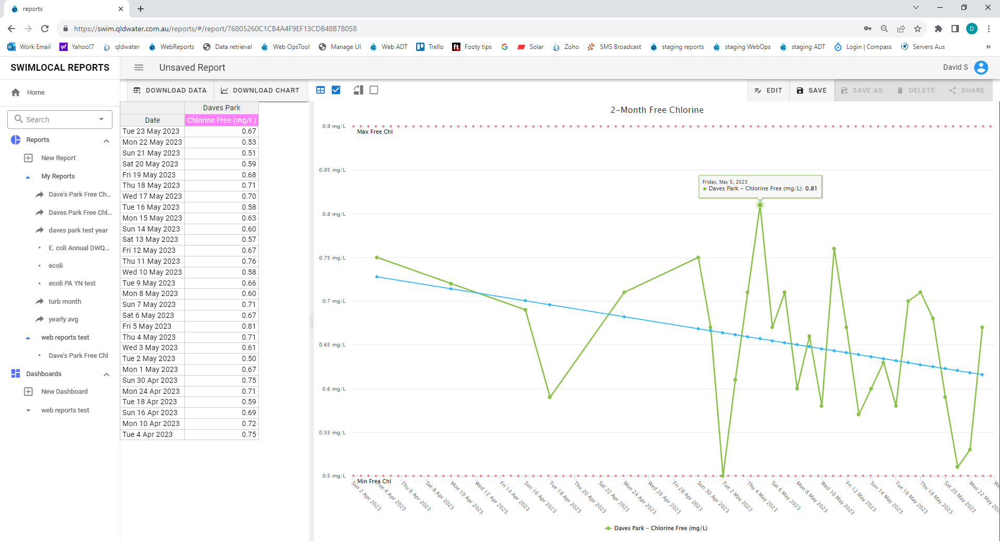 reports
https://swim.qldwater.com.au/reports/#/report/76805260C1CB4A4F9EF13CDB48B7B058
D
Work Email Yahoo!7 qldwater WebReports Data retrieval Web OpsTool Manage UI Web ADT Trello Footy tips Solar Zoho SMS Broadcast staging reports staging WebOps staging ADT Login | Compass Servers Aus
SWIMLOCAL REPORTS
Unsaved Report
David S
Home
DOWNLOAD DATA
DOWNLOAD CHART
EDIT
SAVE
SAVE AS
DELETE
SHARE
Search
Reports
New Report
My Reports
Dave's Park Free Ch...
Daves Park Free Chl...
daves park test year
E. coli Annual DWQ...
ecoli
ecoli PA YN test
turb month
yearly avg
web reports test
Dave's Park Free Chl
Dashboards
New Dashboard
web reports test
Daves Park
Date Chlorine Free (mg/L)
Tue 23 May 2023 0.67
Mon 22 May 2023 0.53
Sun 21 May 2023 0.51
Sat 20 May 2023 0.59
Fri 19 May 2023 0.68
Thu 18 May 2023 0.71
Wed 17 May 2023 0.70
Tue 16 May 2023 0.58
Mon 15 May 2023 0.63
Sun 14 May 2023 0.60
Sat 13 May 2023 0.57
Fri 12 May 2023 0.67
Thu 11 May 2023 0.76
Wed 10 May 2023 0.58
Tue 9 May 2023 0.66
Mon 8 May 2023 0.60
Sun 7 May 2023 0.71
Sat 6 May 2023 0.67
Fri 5 May 2023 0.81
Thu 4 May 2023 0.71
Wed 3 May 2023 0.61
Tue 2 May 2023 0.50
Mon 1 May 2023 0.67
Sun 30 Apr 2023 0.75
Mon 24 Apr 2023 0.71
Tue 18 Apr 2023 0.59
Sun 16 Apr 2023 0.69
Mon 10 Apr 2023 0.72
Tue 4 Apr 2023 0.75
2-Month Free Chlorine
0.9 mg/L
Max Free Chl
0.85 mg/L
Friday, May 5, 2023
Daves Park - Chlorine Free (mg/L): 0.81
0.8 mg/L
0.75 mg/L
0.7 mg/L
0.65 mg/L
0.6 mg/L
0.55 mg/L
0.5 mg/L
Min Free Chl
Sun 2 Apr 2023
Tue 4 Apr 2023
Thu 6 Apr 2023
Sat 8 Apr 2023
Mon 10 Apr 2023
Wed 12 Apr 2023
Fri 14 Apr 2023
Sun 16 Apr 2023
Tue 18 Apr 2023
Thu 20 Apr 2023
Sat 22 Apr 2023
Mon 24 Apr 2023
Wed 26 Apr 2023
Fri 28 Apr 2023
Sun 30 Apr 2023
Tue 2 May 2023
Thu 4 May 2023
Sat 6 May 2023
Mon 8 May 2023
Wed 10 May 2023
Fri 12 May 2023
Sun 14 May 2023
Tue 16 May 2023
Thu 18 May 2023
Sat 20 May 2023
Mon 22 May 202
We
Daves Park - Chlorine Free (mg/L)